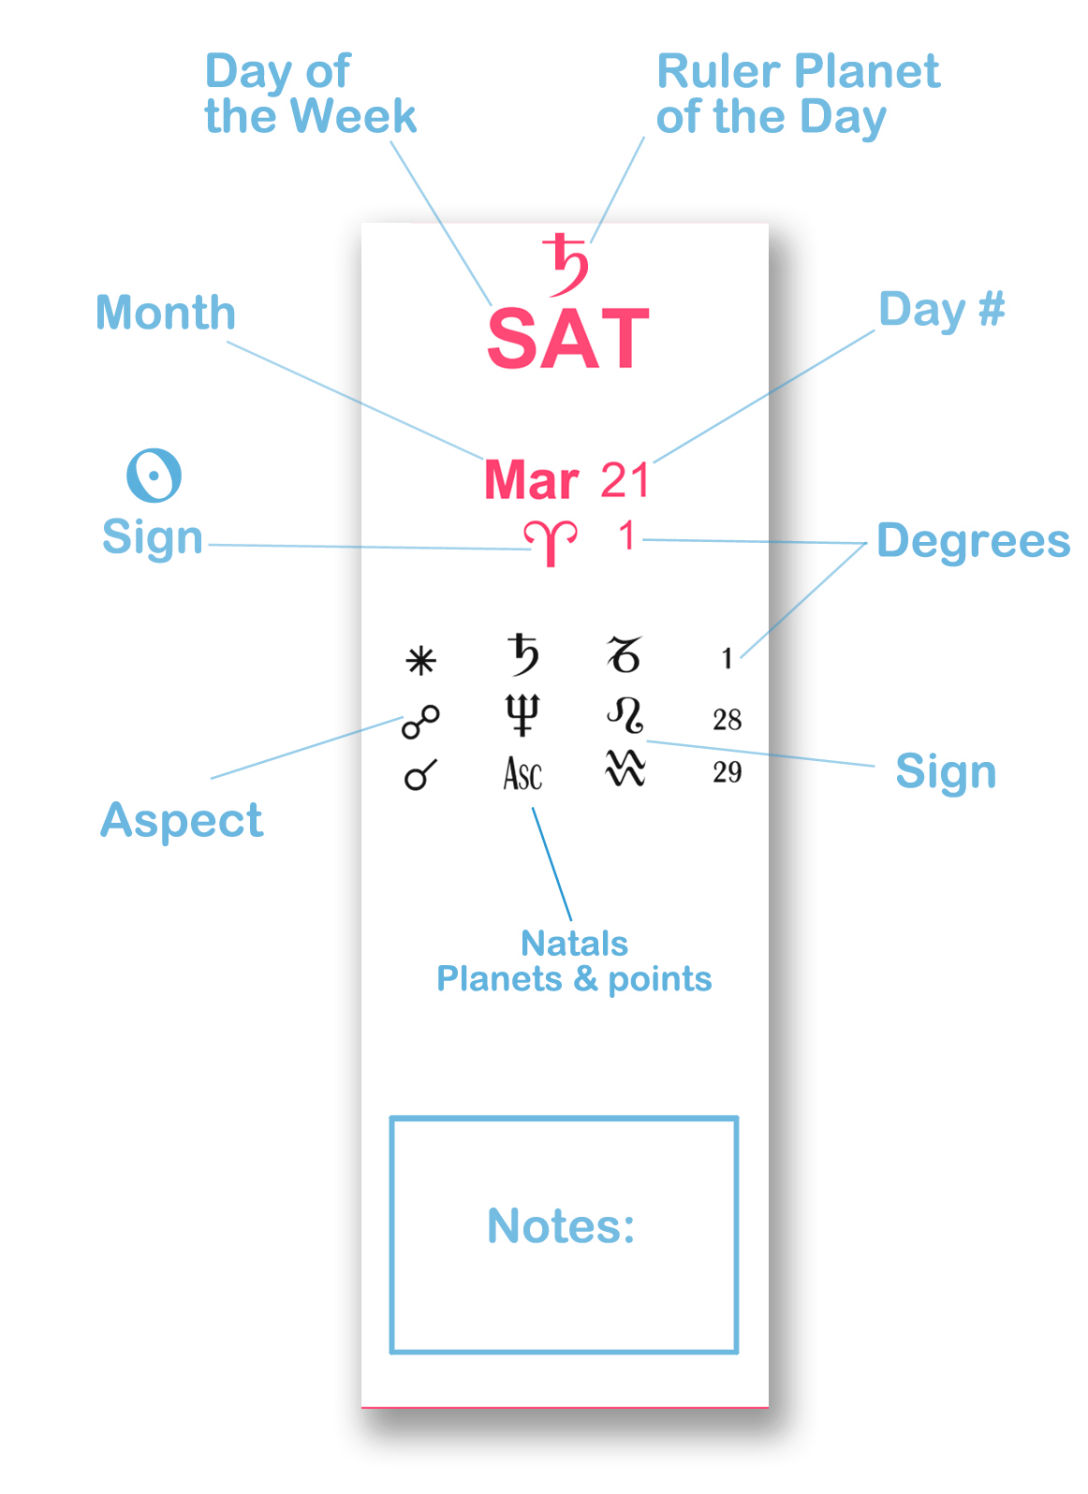 Day of
the Week
Ruler Planet
of the Day
♄
SAT
Month
Day #
Mar 21
☉
Sign
♈ 1
Degrees
⚹ ♄ ♑ 1
☍ ♆ ♌ 28
☌ Asc ♒ 29
Sign
Aspect
Natals
Planets & points
Notes: